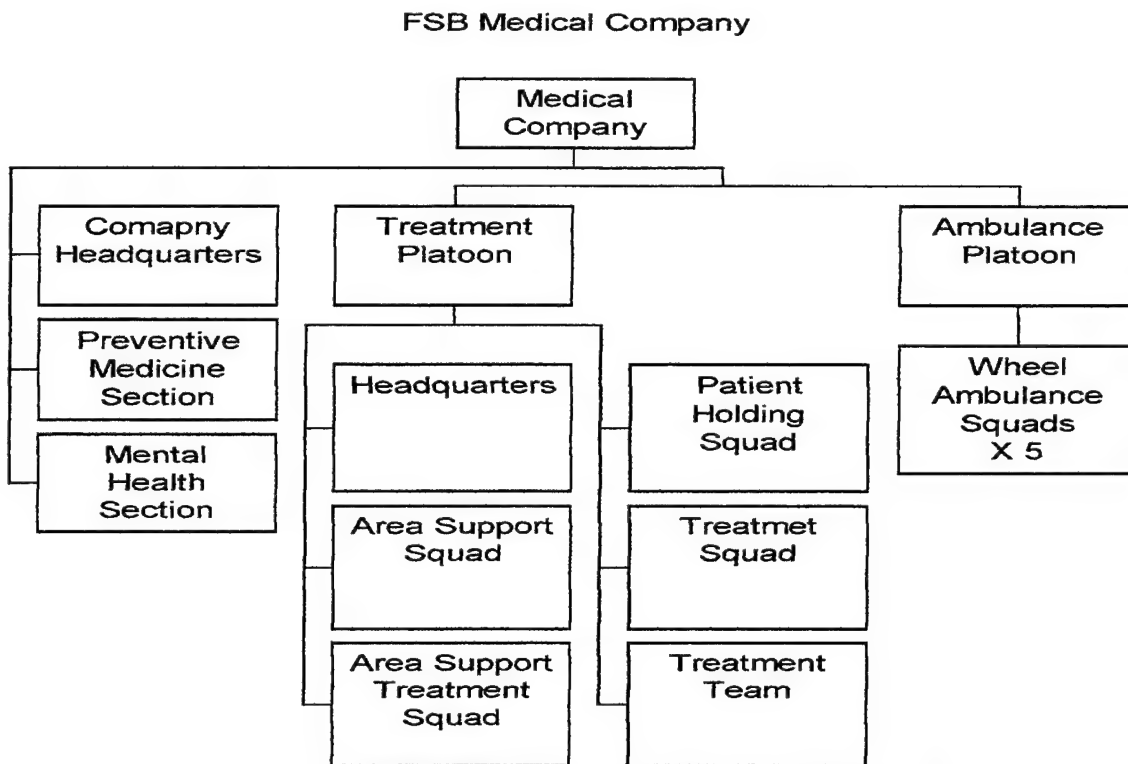 FSB Medical Company
Medical
Company
Comapny
Headquarters
Preventive
Medicine
Section
Mental
Health
Section
Treatment
Platoon
Headquarters
Area Support
Squad
Area Support
Treatment
Squad
Patient
Holding
Squad
Treatmet
Squad
Treatment
Team
Ambulance
Platoon
Wheel
Ambulance
Squads
X 5